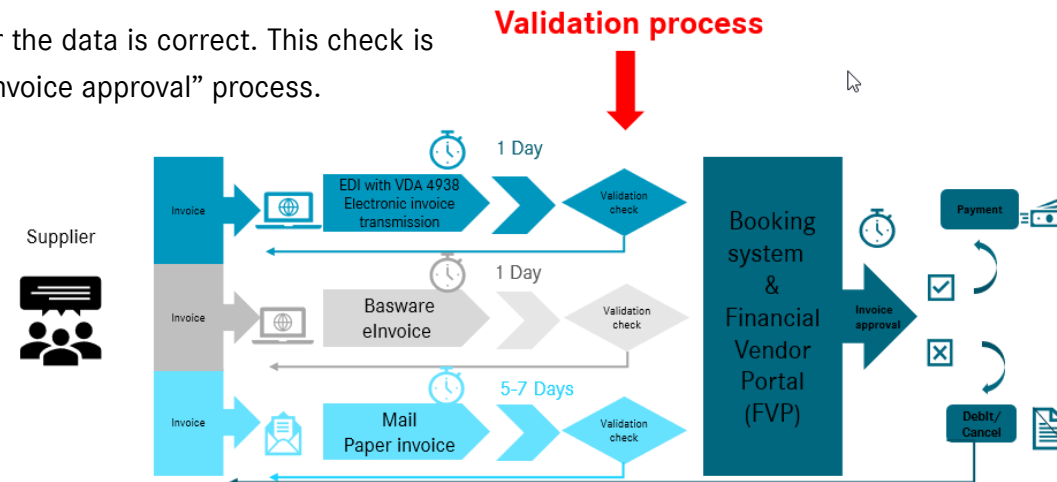 r the data is correct. This check is
nvoice approval” process.
Validation process
Supplier
Invoice
EDI with VDA 4938
Electronic invoice
transmission
1 Day
Validation
check
Invoice
Basware
eInvoice
1 Day
Validation
check
Invoice
Mail
Paper invoice
5-7 Days
Validation
check
Booking
system
&
Financial
Vendor
Portal
(FVP)
Invoice
approval
Payment
Debit/
Cancel